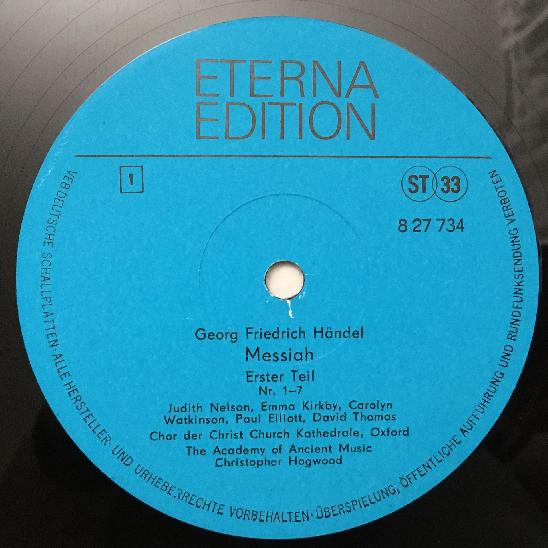 ETERNA
EDITION
1
ST 33
8 27 734
Georg Friedrich Händel
Messiah
Erster Teil
Nr. 1–7
Judith Nelson, Emma Kirkby, Carolyn
Watkinson, Paul Elliott, David Thomas
Chor der Christ Church Kathedrale, Oxford
The Academy of Ancient Music
Christopher Hogwood
VEB DEUTSCHE SCHALLPLATTEN · ALLE HERSTELLER- UND URHEBERRECHTE VORBEHALTEN · ÜBERSPIELUNG, ÖFFENTLICHE AUFFÜHRUNG UND RUNDFUNKSENDUNG VERBOTEN